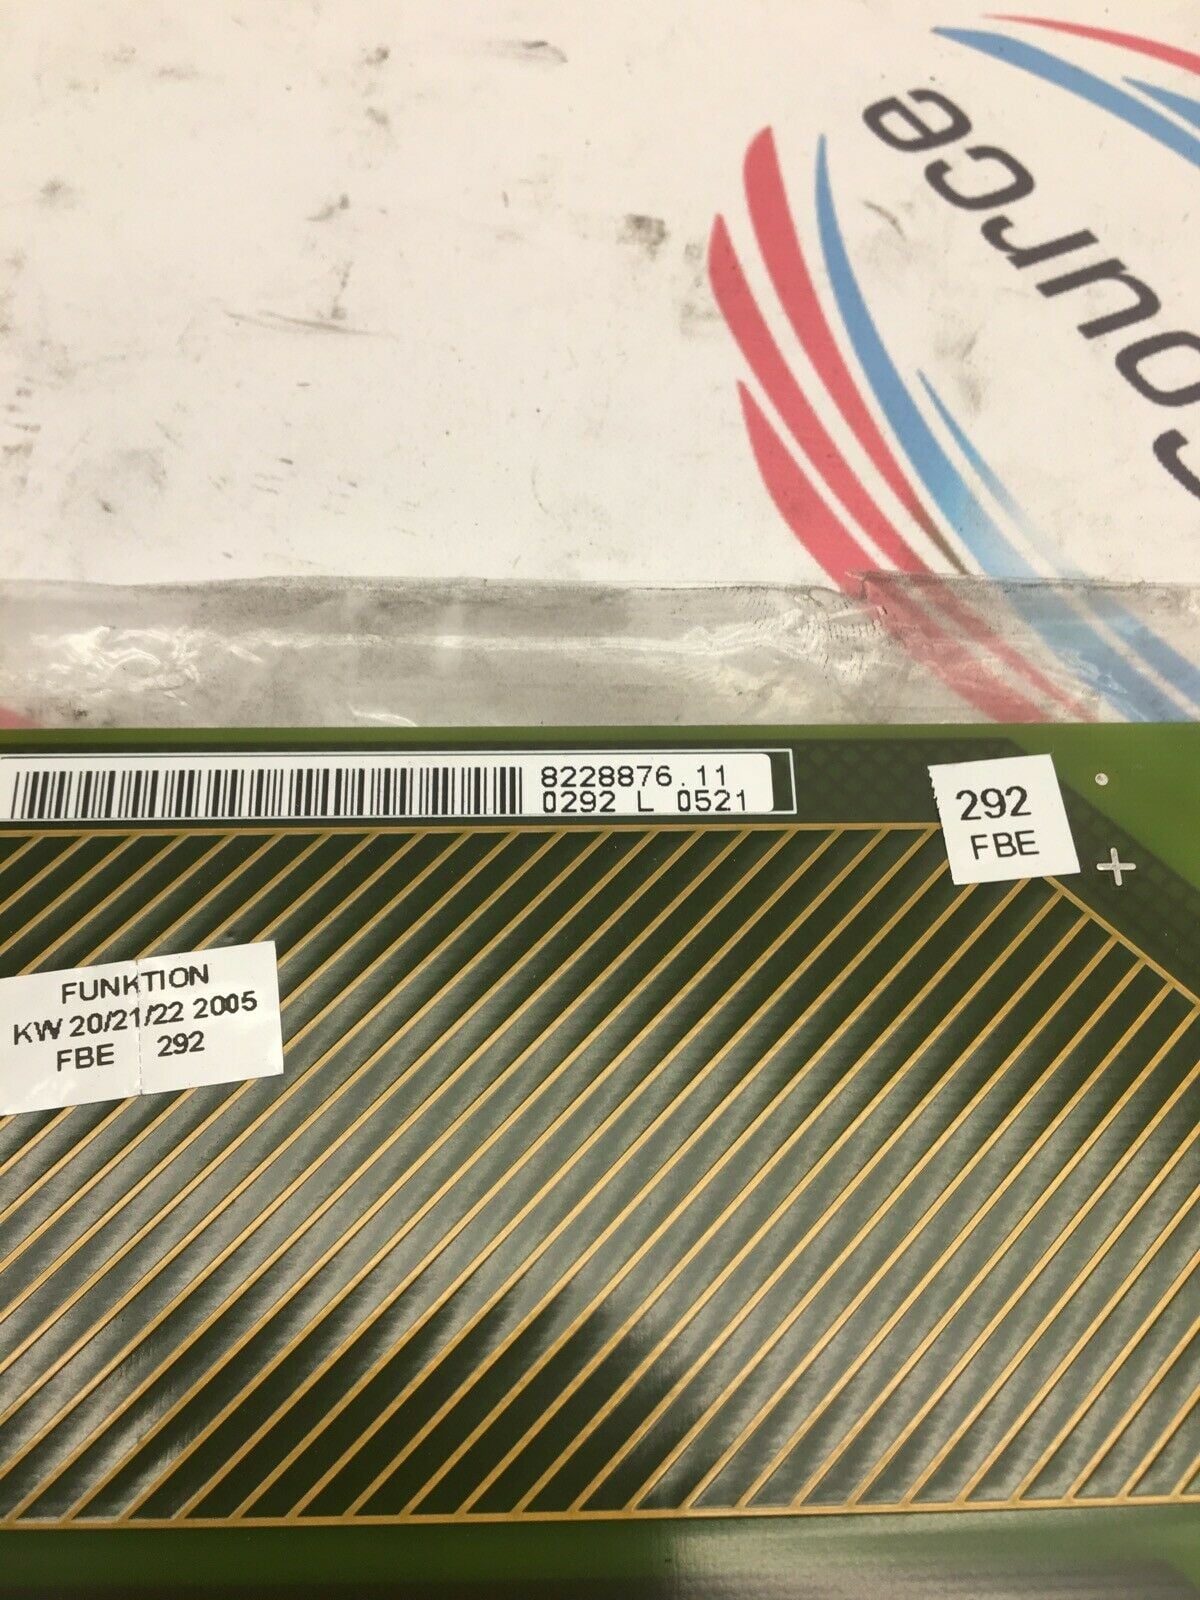 ource
8228876.11
0292 L 0521
292
FBE
FUNKTION
KW 20/21/22 2005
FBE 292